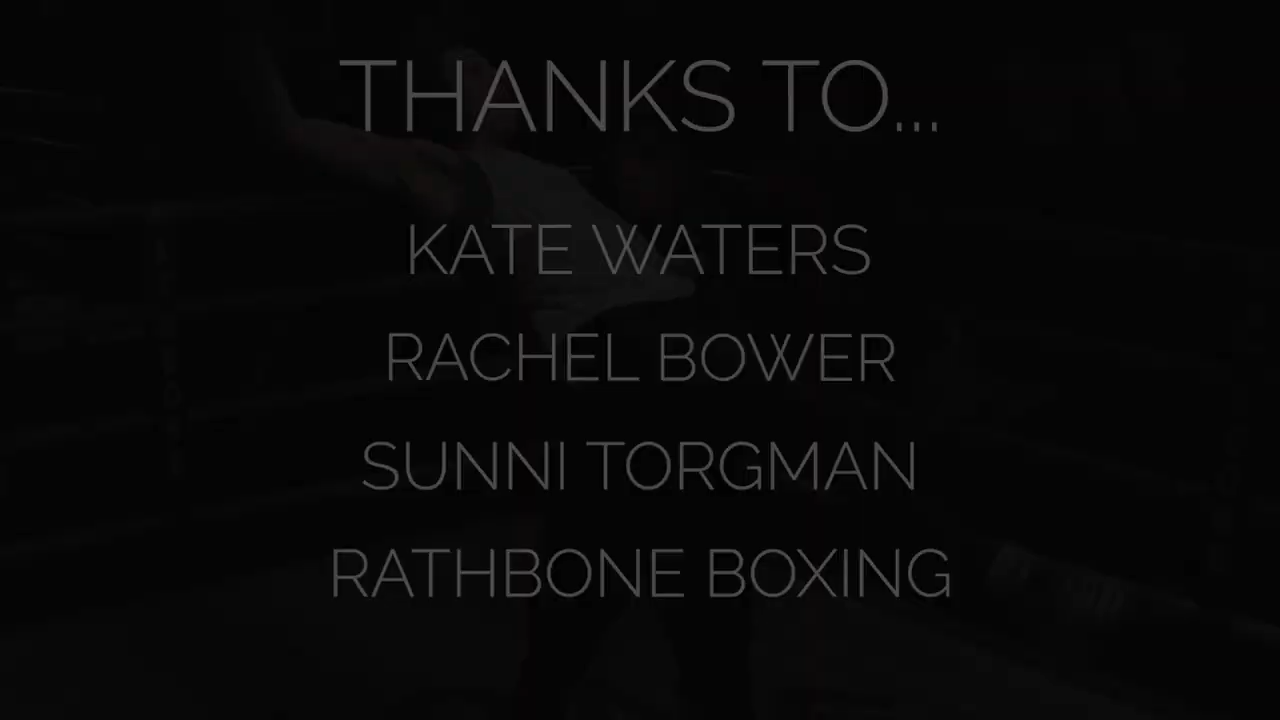 THANKS TO...
KATE WATERS
RACHEL BOWER
SUNNI TORGMAN
RATHBONE BOXING